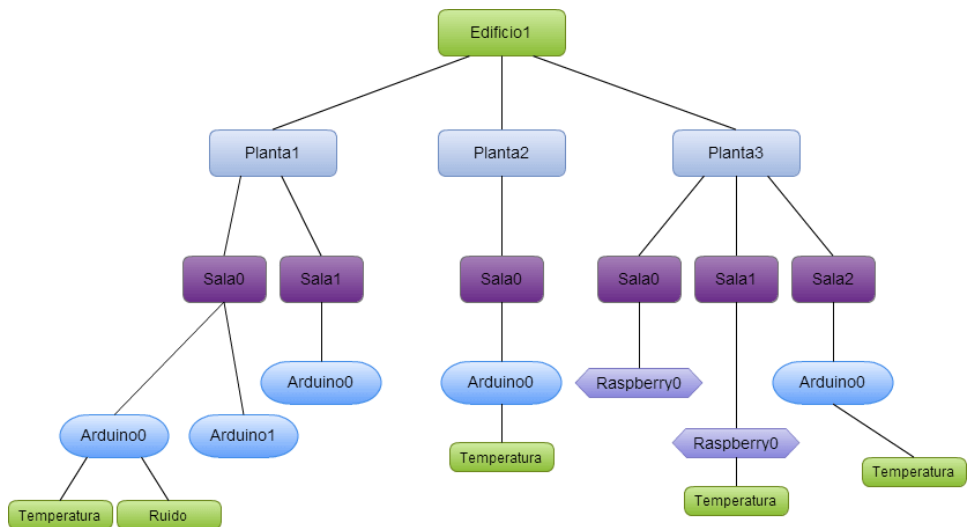 Edificio1
Planta1
Planta2
Planta3
Sala0
Sala1
Sala0
Sala0
Sala1
Sala2
Arduino0
Arduino0
Raspberry0
Arduino0
Arduino0
Arduino1
Raspberry0
Temperatura
Temperatura
Temperatura
Temperatura
Ruido